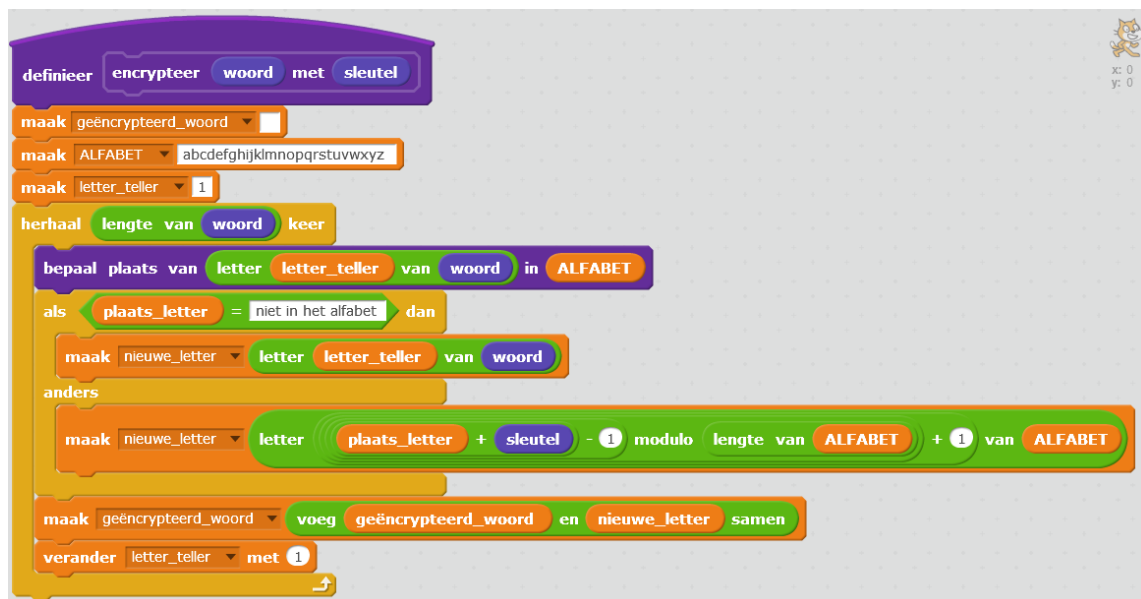 definieer encrypteer woord met sleutel
x: 0
y: 0
maak geëncrypteerd_woord
maak ALFABET abcdefghijklmnopqrstuvwxyz
maak letter_teller 1
herhaal lengte van woord keer
bepaal plaats van letter letter_teller van woord in ALFABET
als plaats_letter = niet in het alfabet dan
maak nieuwe_letter letter letter_teller van woord
anders
maak nieuwe_letter letter plaats_letter + sleutel - 1 modulo lengte van ALFABET + 1 van ALFABET
maak geëncrypteerd_woord voeg geëncrypteerd_woord en nieuwe_letter samen
verander letter_teller met 1